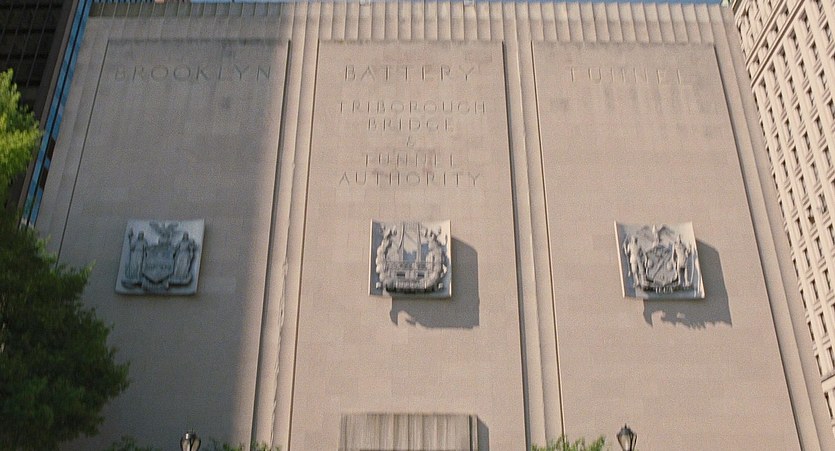 BROOKLYN BATTERY TUNNEL
TRIBOROUGH
BRIDGE
&
TUNNEL
AUTHORITY